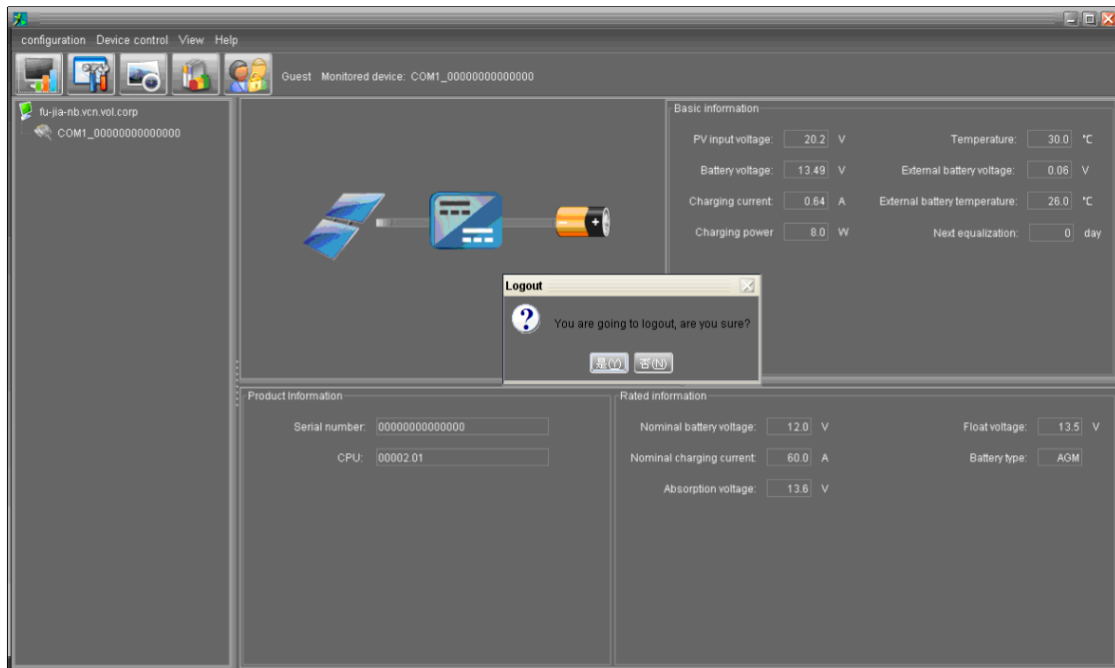 configuration Device control View Help
Guest Monitored device: COM1_00000000000000
fu-jia-nb.vcn.vol.corp
COM1_00000000000000
Basic information
PV input voltage: 20.2 V Temperature: 30.0 °C
Battery voltage: 13.49 V External battery voltage: 0.06 V
Charging current: 0.64 A External battery temperature: 26.0 °C
Charging power 8.0 W Next equalization: 0 day
Logout
You are going to logout, are you sure?
是(Y) 否(N)
Product Information
Serial number: 00000000000000
CPU: 00002.01
Rated information
Nominal battery voltage: 12.0 V Float voltage: 13.5 V
Nominal charging current: 60.0 A Battery type: AGM
Absorption voltage: 13.6 V